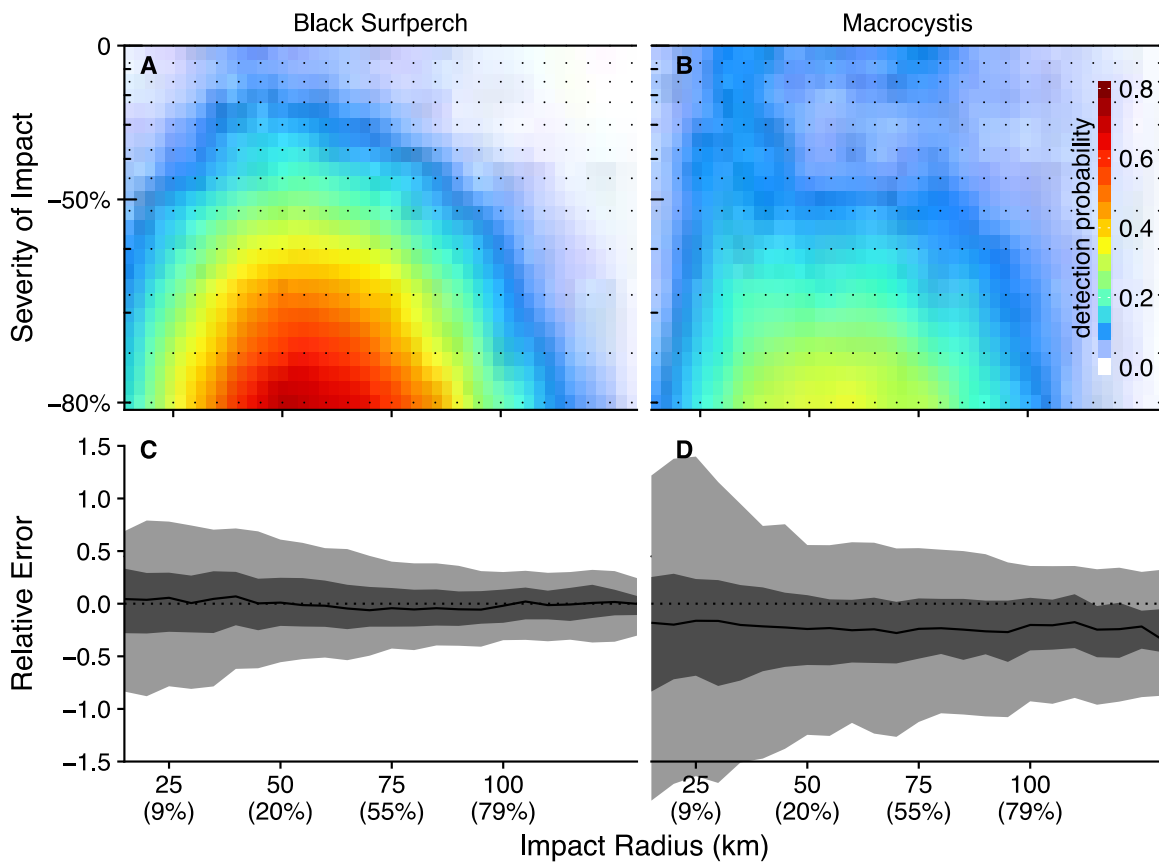 Black Surfperch
Macrocystis
A
B
0
−50%
−80%
Severity of Impact
0.8
0.6
0.4
0.2
0.0
detection probability
C
D
1.5
1.0
0.5
0.0
−0.5
−1.0
−1.5
Relative Error
25 50 75 100 25 50 75 100
(9%) (20%) (55%) (79%) (9%) (20%) (55%) (79%)
Impact Radius (km)